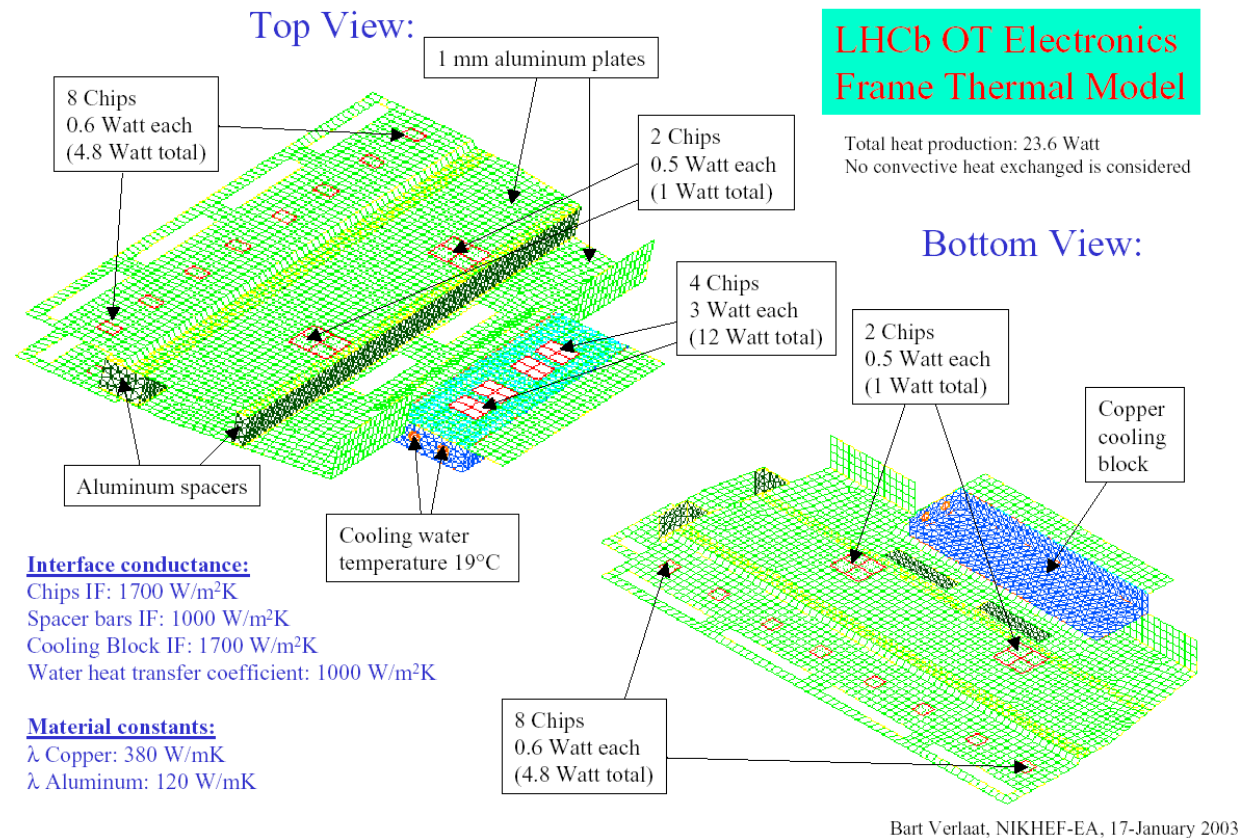 Top View:
LHCb OT Electronics
Frame Thermal Model
1 mm aluminum plates
8 Chips
0.6 Watt each
(4.8 Watt total)
2 Chips
0.5 Watt each
(1 Watt total)
Total heat production: 23.6 Watt
No convective heat exchanged is considered
Bottom View:
4 Chips
3 Watt each
(12 Watt total)
2 Chips
0.5 Watt each
(1 Watt total)
Copper
cooling
block
Aluminum spacers
Cooling water
temperature 19°C
Interface conductance:
Chips IF: 1700 W/m²K
Spacer bars IF: 1000 W/m²K
Cooling Block IF: 1700 W/m²K
Water heat transfer coefficient: 1000 W/m²K
Material constants:
λ Copper: 380 W/mK
λ Aluminum: 120 W/mK
8 Chips
0.6 Watt each
(4.8 Watt total)
Bart Verlaat, NIKHEF-EA, 17-January 2003